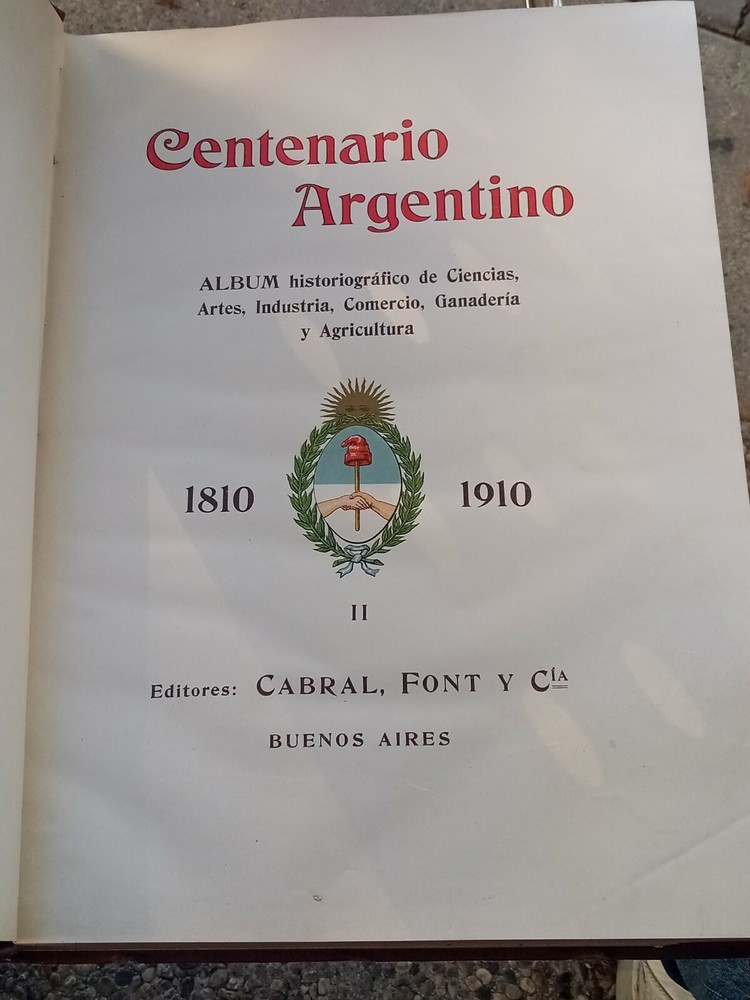 Centenario
Argentino
ALBUM historiográfico de Ciencias,
Artes, Industria, Comercio, Ganadería
y Agricultura
1810 1910
II
Editores: CABRAL, FONT Y CÍA
BUENOS AIRES